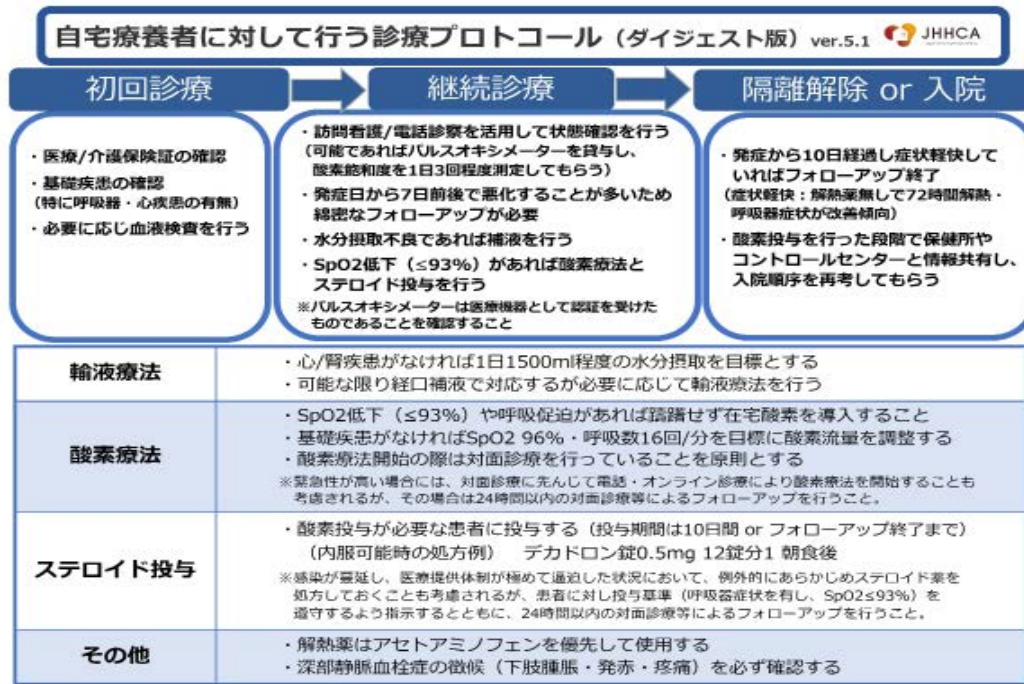 自宅療養者に対して行う診療プロトコール（ダイジェスト版）ver.5.1
JHHCA
初回診療
継続診療
隔離解除 or 入院
・医療/介護保険証の確認
・基礎疾患の確認
（特に呼吸器・心疾患の有無）
・必要に応じ血液検査を行う
・訪問看護/電話診察を活用して状態確認を行う
（可能であればパルスオキシメーターを貸与し、
酸素飽和度を1日3回程度測定してもらう）
・発症日から7日前後で悪化することが多いため
綿密なフォローアップが必要
・水分摂取不良であれば補液を行う
・SpO2低下（≤93%）があれば酸素療法と
ステロイド投与を行う
※パルスオキシメーターは医療機器として認証を受けた
ものであることを確認すること
・発症から10日経過し症状軽快して
いればフォローアップ終了
（症状軽快：解熱薬無しで72時間解熱・
呼吸器症状が改善傾向）
・酸素投与を行った段階で保健所や
コントロールセンターと情報共有し、
入院順序を再考してもらう
輸液療法
・心/腎疾患がなければ1日1500ml程度の水分摂取を目標とする
・可能な限り経口補液で対応するが必要に応じて輸液療法を行う
酸素療法
・SpO2低下（≤93%）や呼吸促迫があれば躊躇せず在宅酸素を導入すること
・基礎疾患がなければSpO2 96%・呼吸数16回/分を目標に酸素流量を調整する
・酸素療法開始の際は対面診療を行っていることを原則とする
※緊急性が高い場合には、対面診療に先んじて電話・オンライン診療により酸素療法を開始することも
考慮されるが、その場合は24時間以内の対面診療等によるフォローアップを行うこと。
ステロイド投与
・酸素投与が必要な患者に投与する（投与期間は10日間 or フォローアップ終了まで）
（内服可能時の処方例） デカドロン錠0.5mg 12錠分1 朝食後
※感染が蔓延し、医療提供体制が極めて逼迫した状況において、例外的にあらかじめステロイド薬を
処方しておくことも考慮されるが、患者に対し投与基準（呼吸器症状を有し、SpO2≤93%）を
遵守するよう指示するとともに、24時間以内の対面診療等によるフォローアップを行うこと。
その他
・解熱薬はアセトアミノフェンを優先して使用する
・深部静脈血栓症の徴候（下肢腫脹・発赤・疼痛）を必ず確認する